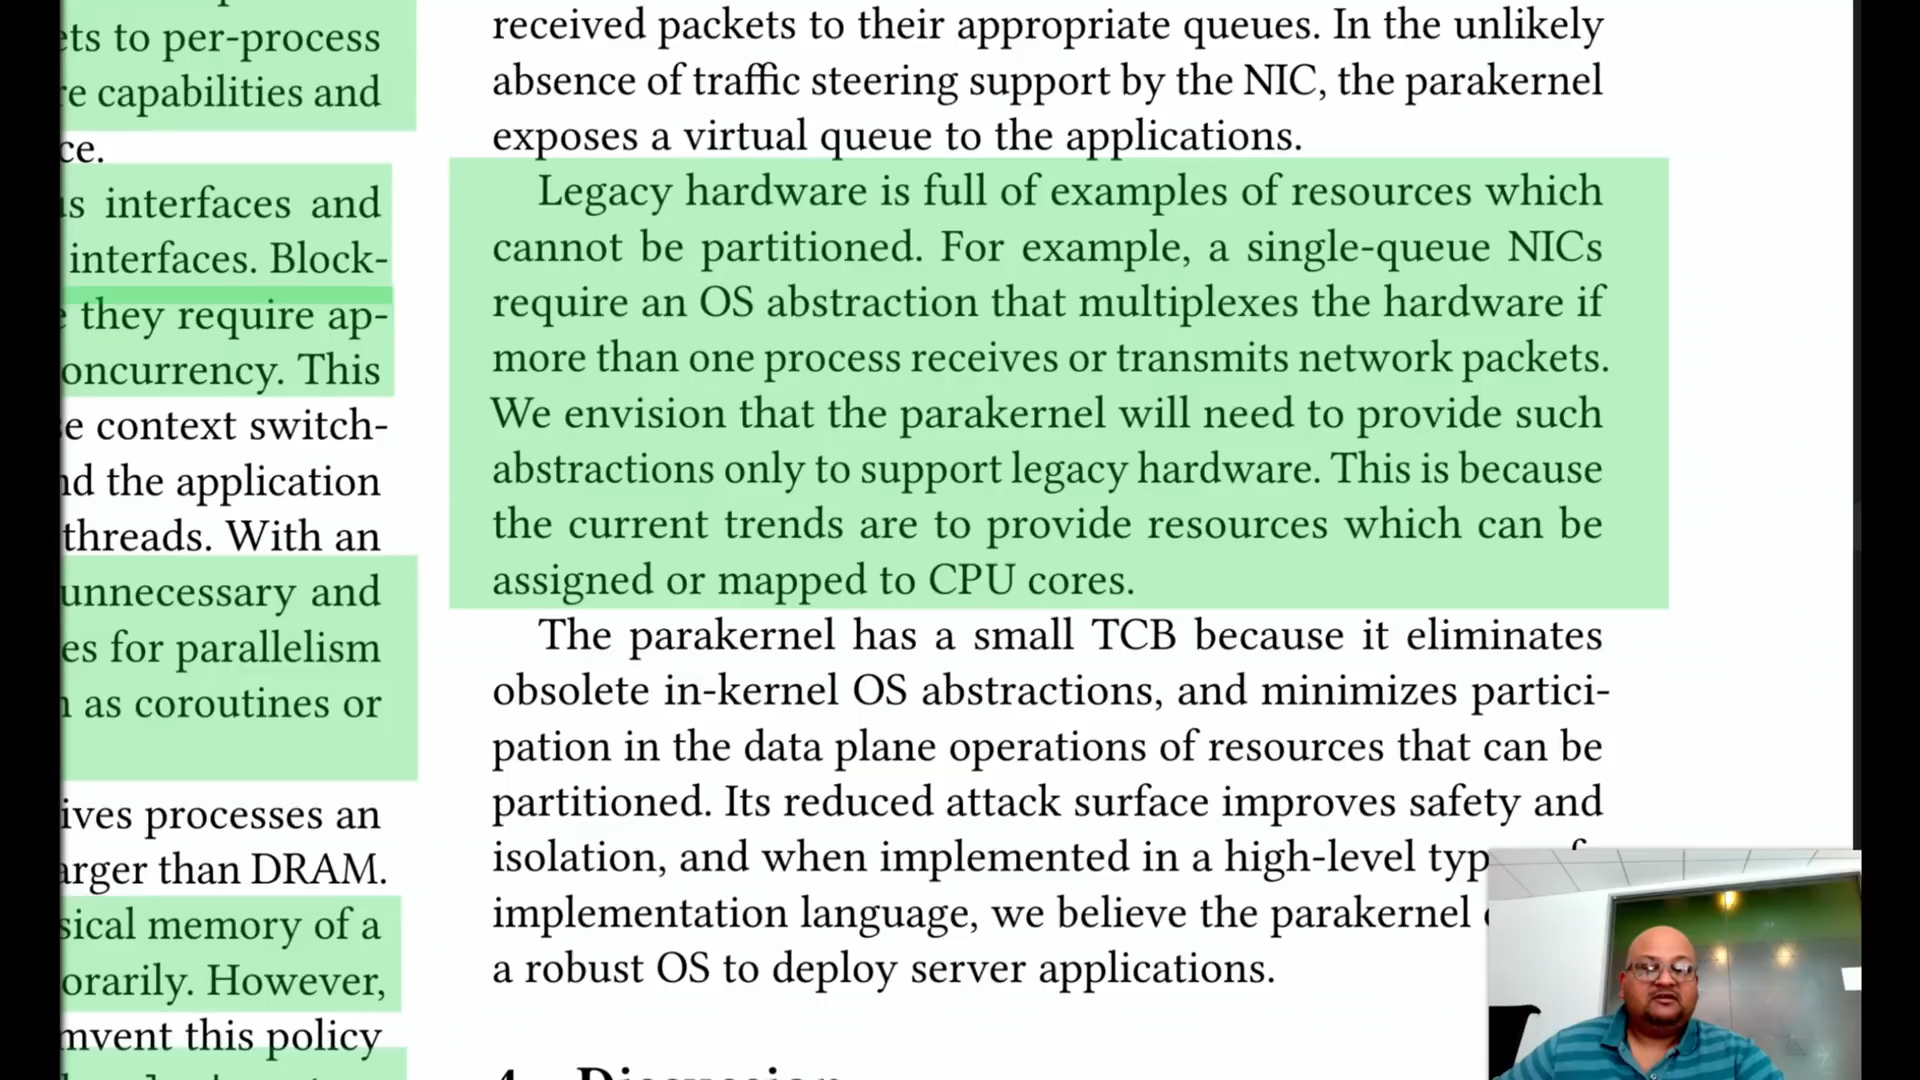 ets to per-process
re capabilities and
ce.
us interfaces and
interfaces. Block-
they require ap-
oncurrency. This
se context switch-
nd the application
threads. With an
unnecessary and
es for parallelism
as coroutines or
ives processes an
arger than DRAM.
sical memory of a
orarily. However,
mvent this policy
received packets to their appropriate queues. In the unlikely
absence of traffic steering support by the NIC, the parakernel
exposes a virtual queue to the applications.
Legacy hardware is full of examples of resources which
cannot be partitioned. For example, a single-queue NICs
require an OS abstraction that multiplexes the hardware if
more than one process receives or transmits network packets.
We envision that the parakernel will need to provide such
abstractions only to support legacy hardware. This is because
the current trends are to provide resources which can be
assigned or mapped to CPU cores.
The parakernel has a small TCB because it eliminates
obsolete in-kernel OS abstractions, and minimizes partici-
pation in the data plane operations of resources that can be
partitioned. Its reduced attack surface improves safety and
isolation, and when implemented in a high-level typ
implementation language, we believe the parakernel
a robust OS to deploy server applications.
4 Discussion